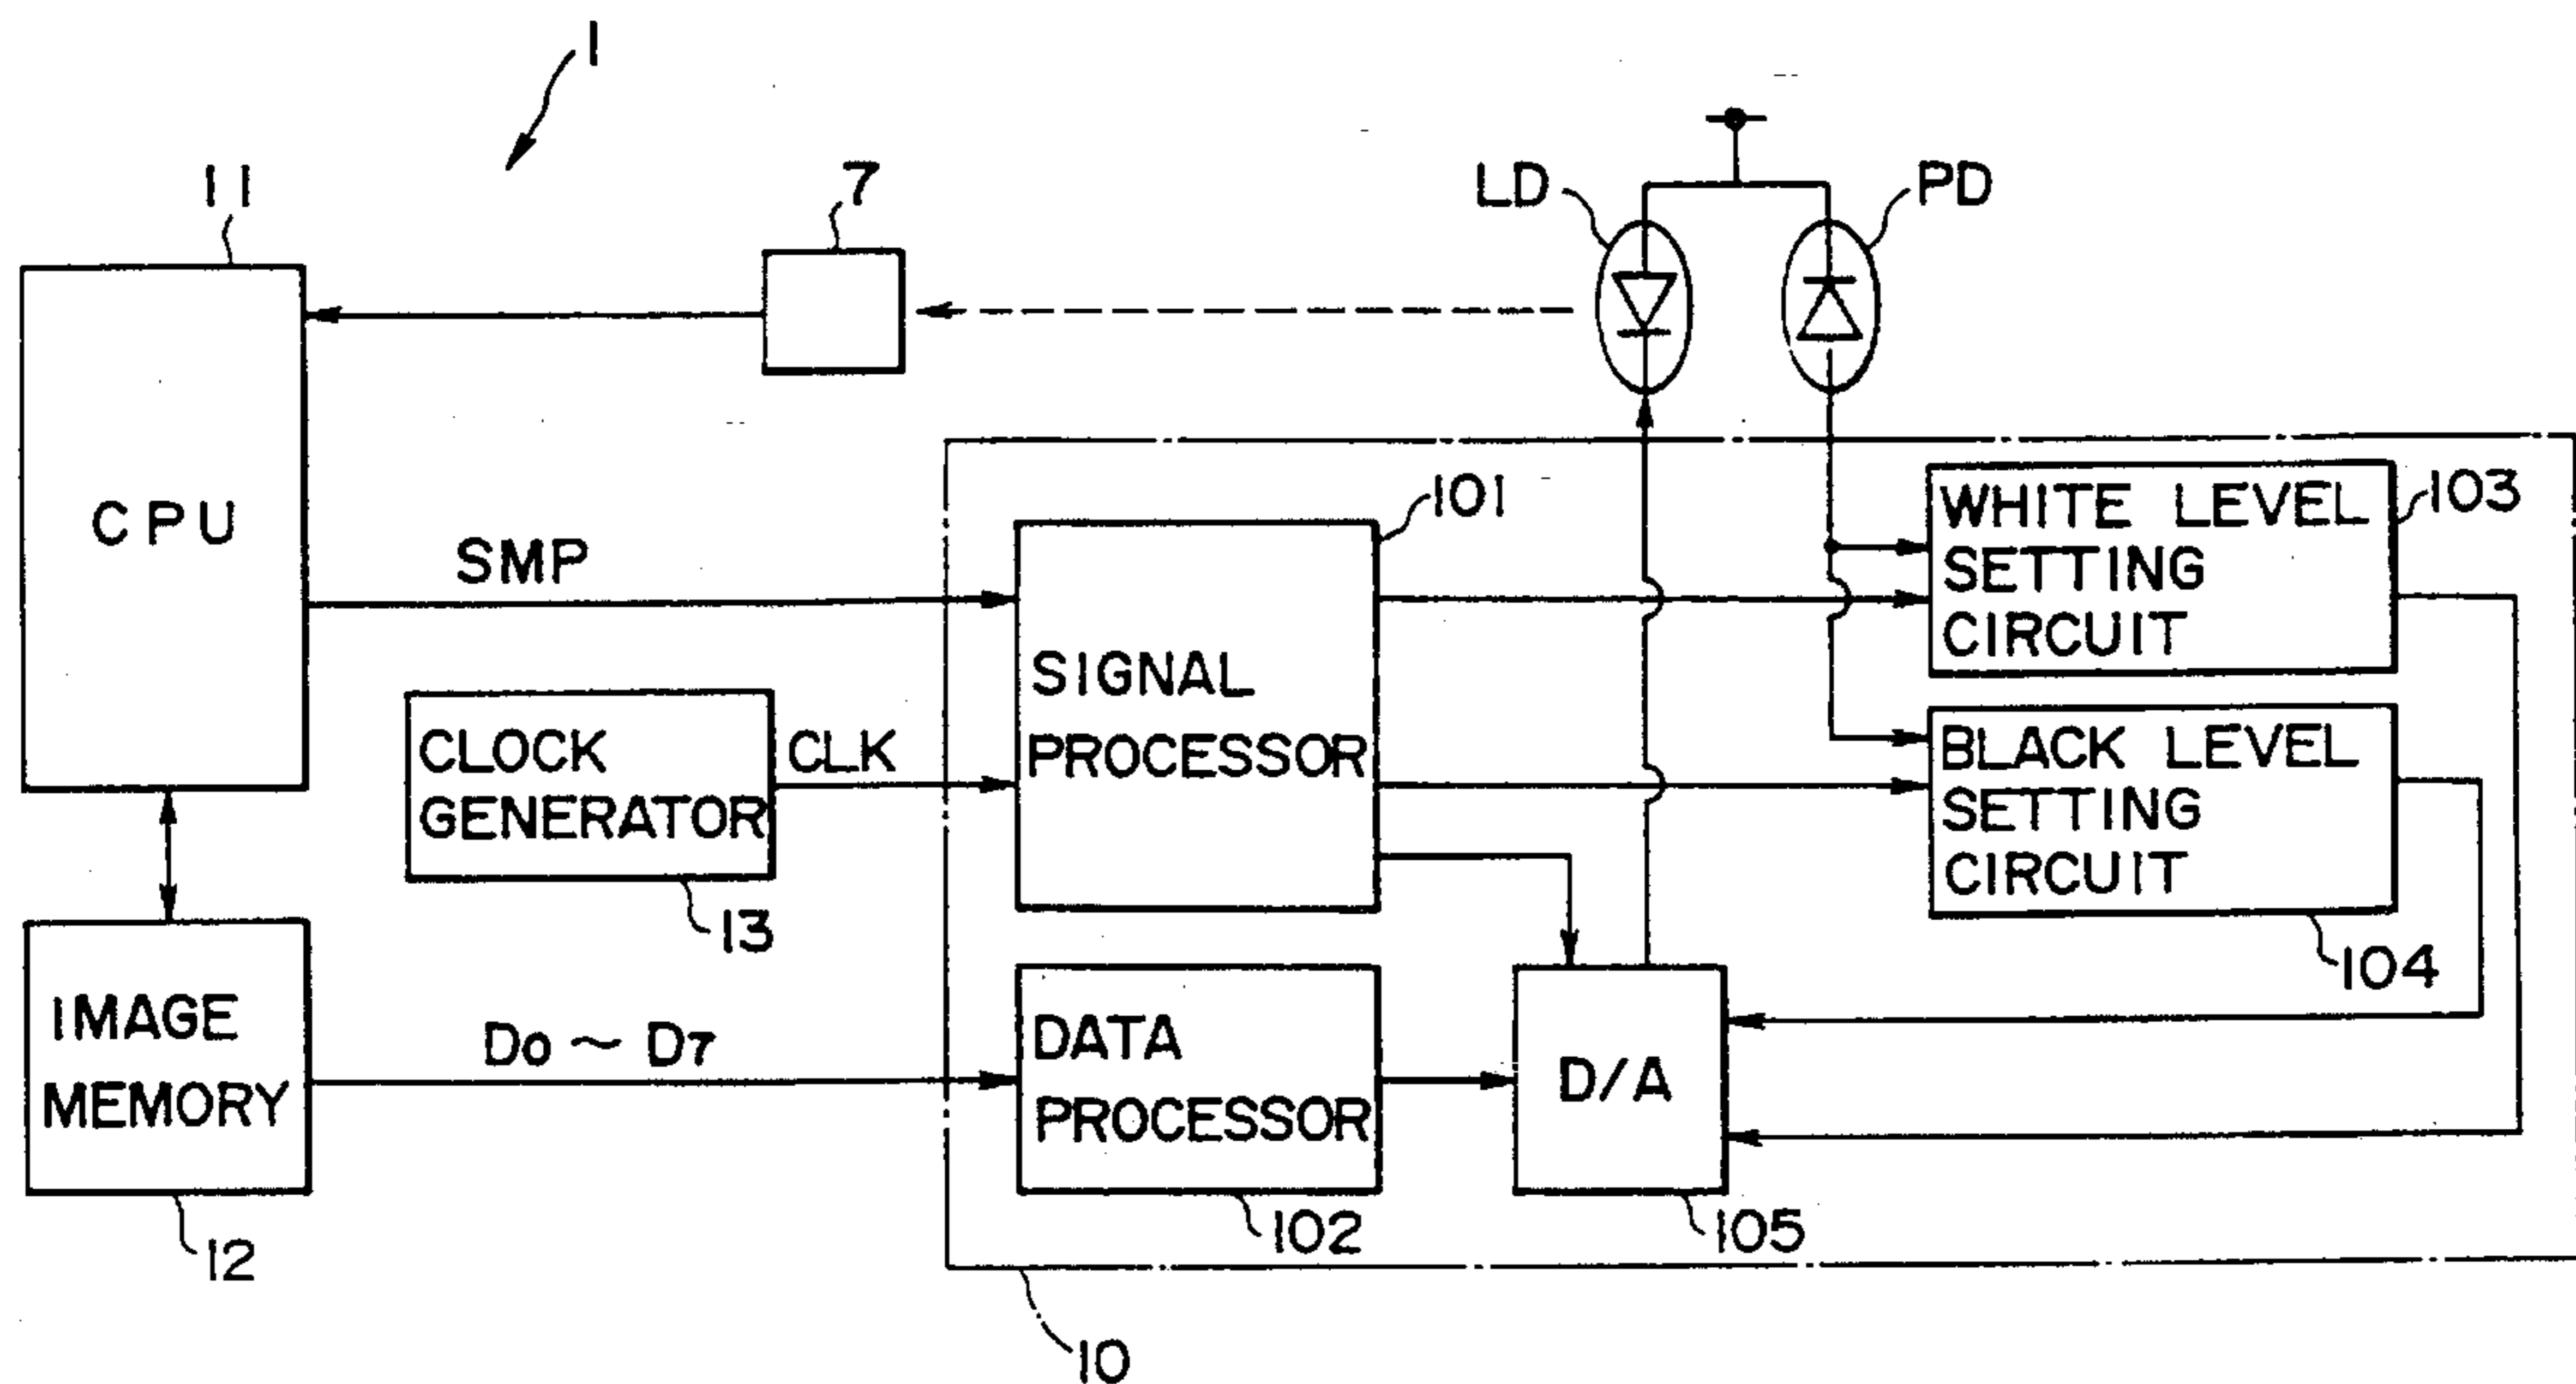 1
11
7
LD
PD
CPU
SMP
101
WHITE LEVEL
SETTING
CIRCUIT
103
SIGNAL
PROCESSOR
CLOCK
GENERATOR
CLK
13
BLACK LEVEL
SETTING
CIRCUIT
104
IMAGE
MEMORY
12
D0 ~ D7
DATA
PROCESSOR
102
D/A
105
10